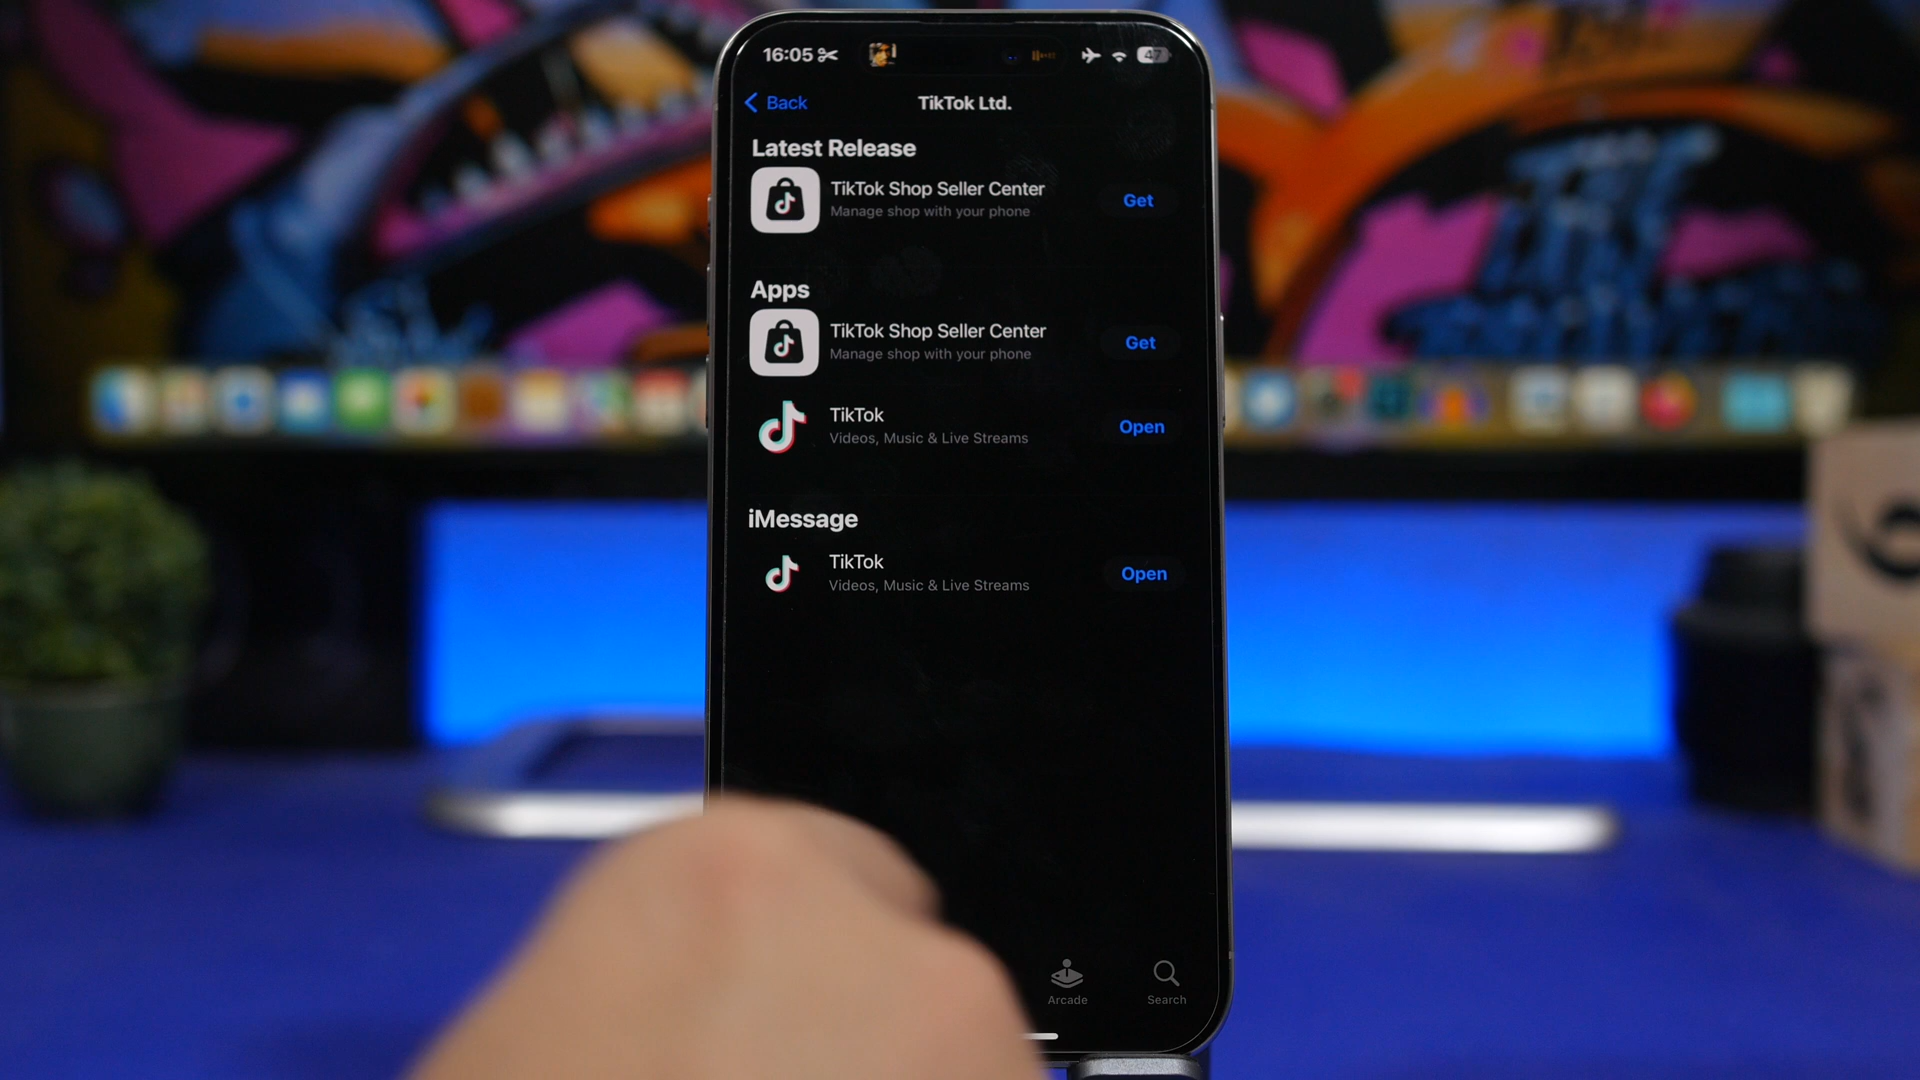 16:05
47
Back
TikTok Ltd.
Latest Release
TikTok Shop Seller Center
Manage shop with your phone
Get
Apps
TikTok Shop Seller Center
Manage shop with your phone
Get
TikTok
Videos, Music & Live Streams
Open
iMessage
TikTok
Videos, Music & Live Streams
Open
Arcade
Search